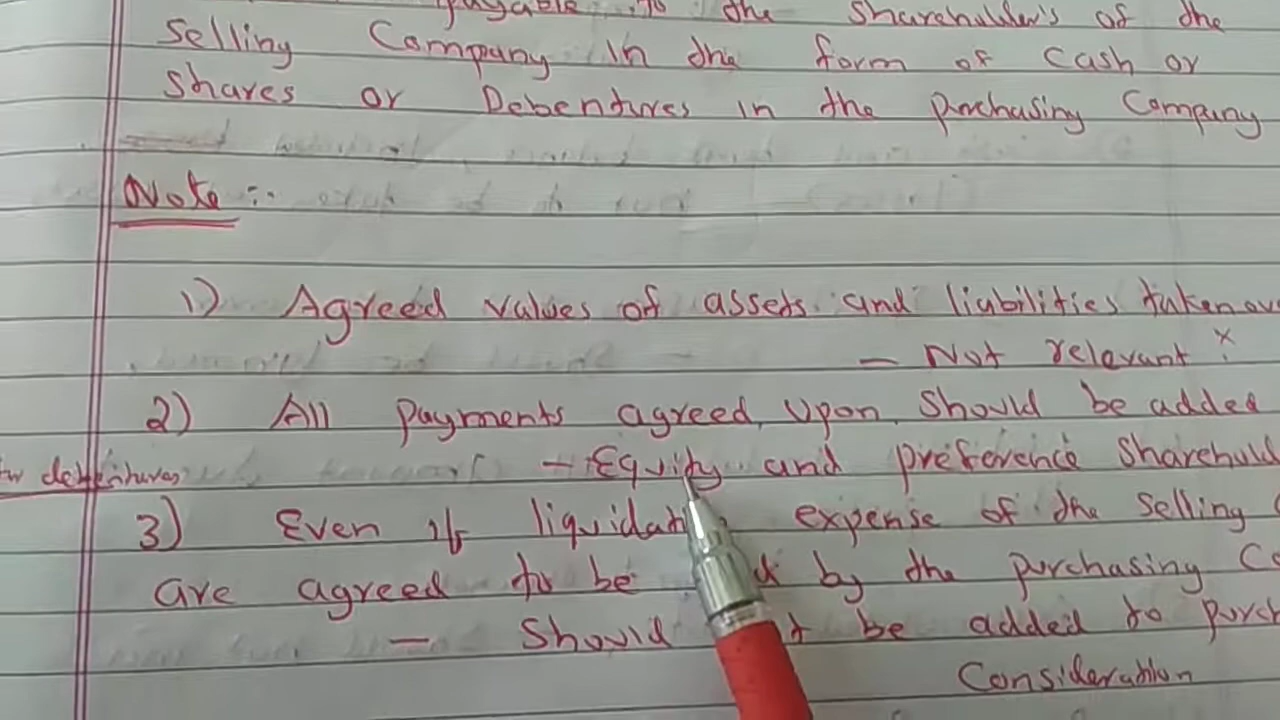 payable to the shareholder's of the
Selling Company in the form of Cash or
Shares or Debentures in the purchasing Company
Note :-
1) Agreed values of assets and liabilities taken ov
- Not relevant x
2) All payments agreed upon should be added
- Equity and preference Sharehold
debentures
3) Even if liquidat expense of the selling
are agreed to be by the purchasing Co
- Should be added to purch
Consideration